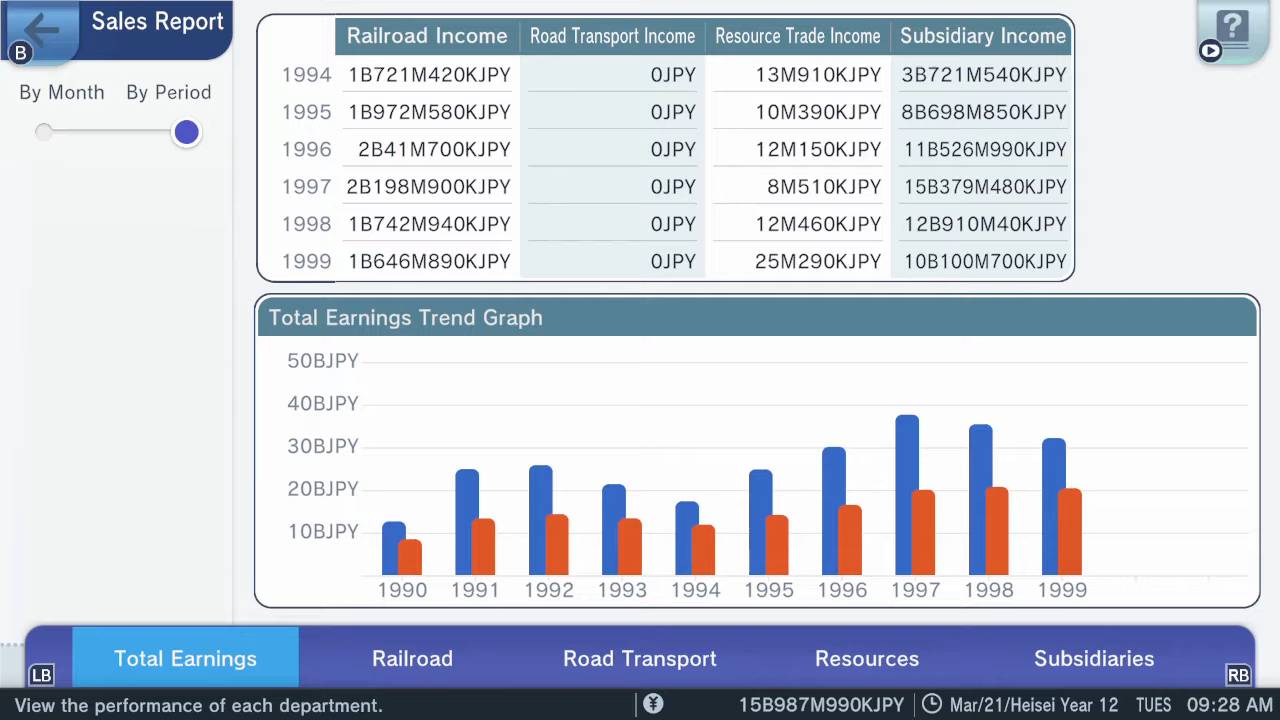 Sales Report
B
By Month By Period
Railroad Income Road Transport Income Resource Trade Income Subsidiary Income
1994 1B721M420KJPY 0JPY 13M910KJPY 3B721M540KJPY
1995 1B972M580KJPY 0JPY 10M390KJPY 8B698M850KJPY
1996 2B41M700KJPY 0JPY 12M150KJPY 11B526M990KJPY
1997 2B198M900KJPY 0JPY 8M510KJPY 15B379M480KJPY
1998 1B742M940KJPY 0JPY 12M460KJPY 12B910M40KJPY
1999 1B646M890KJPY 0JPY 25M290KJPY 10B100M700KJPY
?
Total Earnings Trend Graph
50BJPY
40BJPY
30BJPY
20BJPY
10BJPY
1990 1991 1992 1993 1994 1995 1996 1997 1998 1999
LB Total Earnings Railroad Road Transport Resources Subsidiaries RB
View the performance of each department. ¥ 15B987M990KJPY Mar/21/Heisei Year 12 TUES 09:28 AM